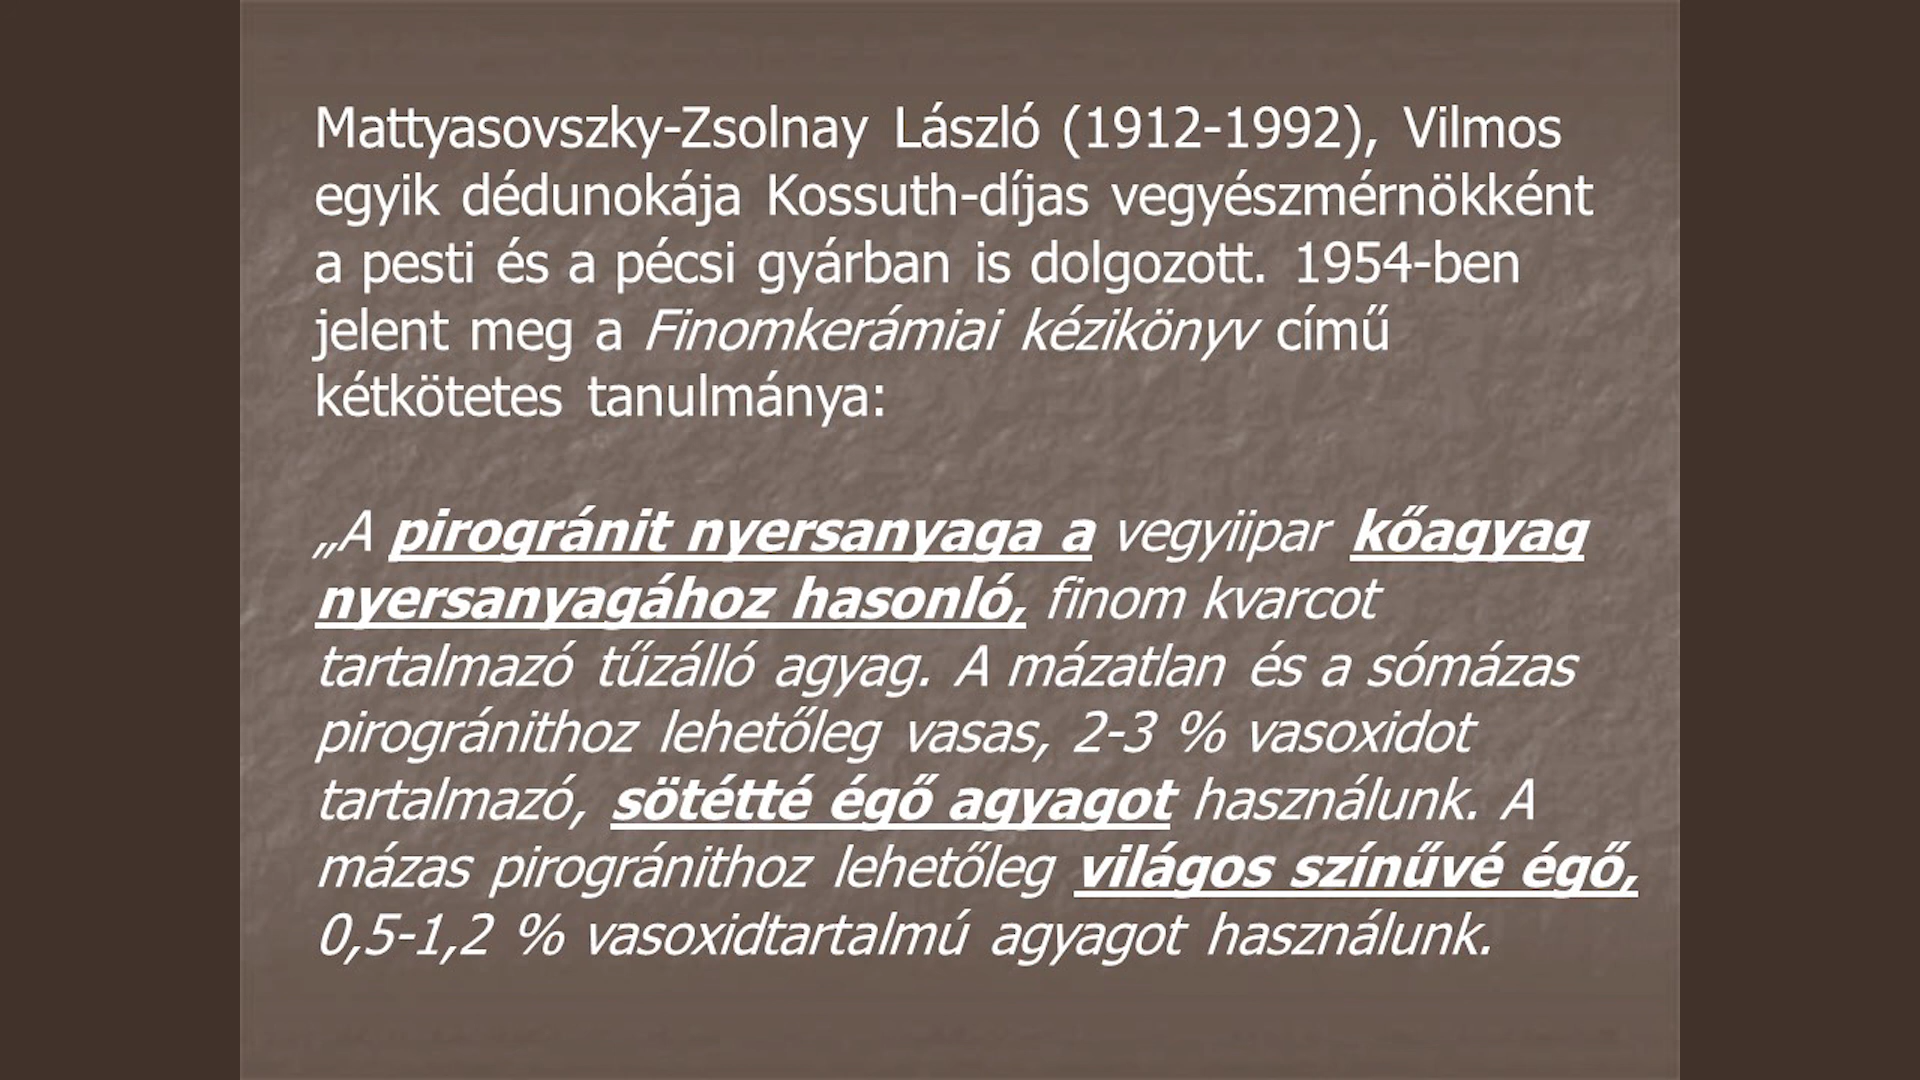 Mattyasovszky-Zsolnay László (1912-1992), Vilmos
egyik dédunokája Kossuth-díjas vegyészmérnökként
a pesti és a pécsi gyárban is dolgozott. 1954-ben
jelent meg a Finomkerámiai kézikönyv című
kétkötetes tanulmánya:
„A pirogránit nyersanyaga a vegyiipar kőagyag
nyersanyagához hasonló, finom kvarcot
tartalmazó tűzálló agyag. A mázatlan és a sómázas
pirogránithoz lehetőleg vasas, 2-3 % vasoxidot
tartalmazó, sötétté égő agyagot használunk. A
mázas pirogránithoz lehetőleg világos színűvé égő,
0,5-1,2 % vasoxidtartalmú agyagot használunk.